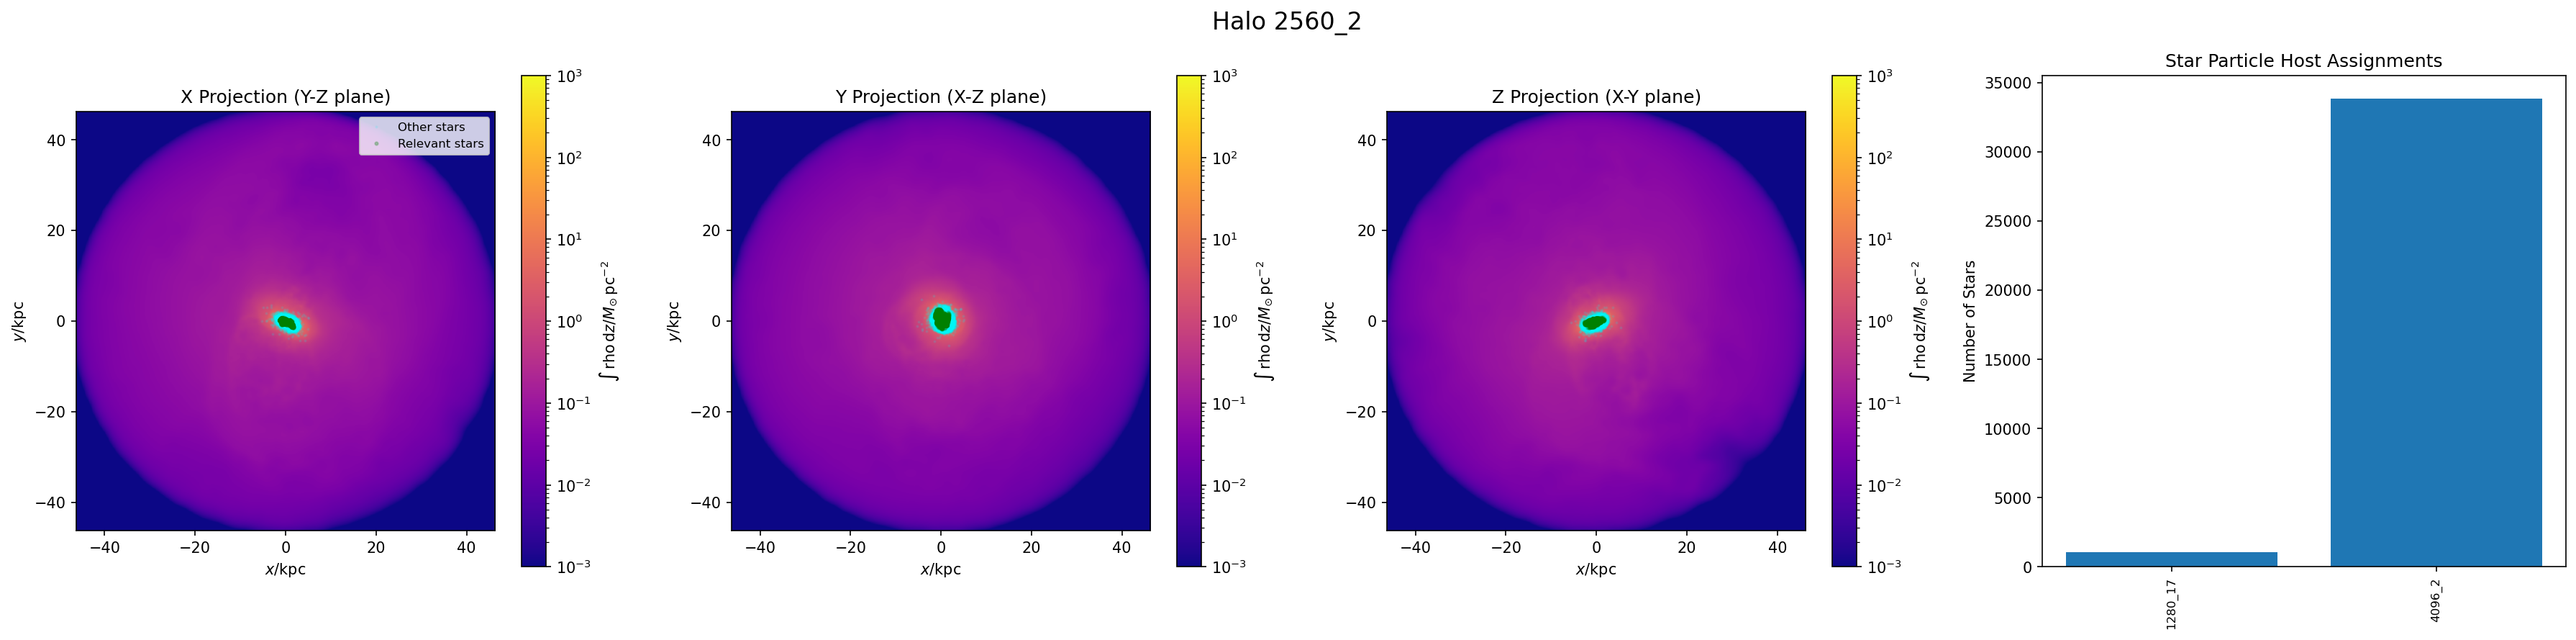 Halo 2560_2
X Projection (Y-Z plane)
Other stars
Relevant stars
40
20
0
−20
−40
y/kpc
−40 −20 0 20 40
x/kpc
10³
10²
10¹
10⁰
10⁻¹
10⁻²
10⁻³
∫ rho dz/M⊙ pc⁻²
Y Projection (X-Z plane)
40
20
0
−20
−40
y/kpc
−40 −20 0 20 40
x/kpc
10³
10²
10¹
10⁰
10⁻¹
10⁻²
10⁻³
∫ rho dz/M⊙ pc⁻²
Z Projection (X-Y plane)
40
20
0
−20
−40
y/kpc
−40 −20 0 20 40
x/kpc
10³
10²
10¹
10⁰
10⁻¹
10⁻²
10⁻³
∫ rho dz/M⊙ pc⁻²
Star Particle Host Assignments
35000
30000
25000
20000
15000
10000
5000
0
Number of Stars
1280_17
4096_2